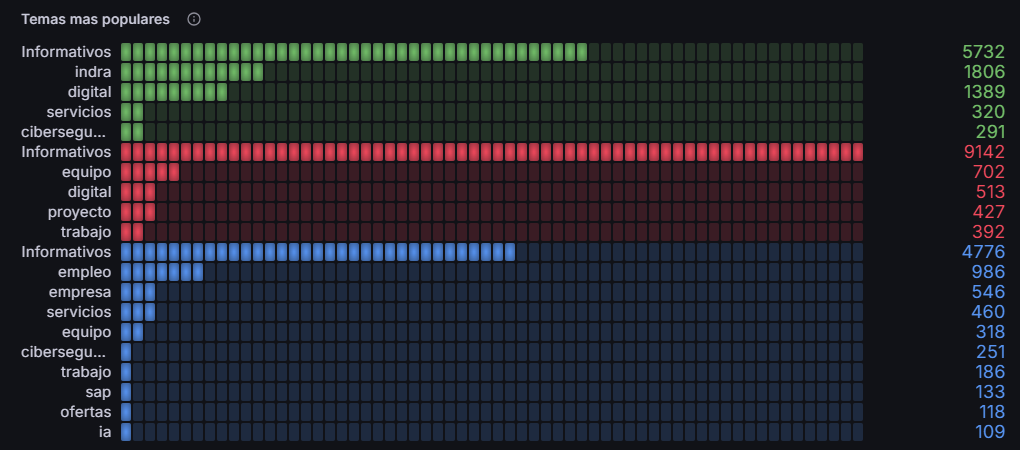 Temas mas populares
Informativos 5732
indra 1806
digital 1389
servicios 320
cibersegu... 291
Informativos 9142
equipo 702
digital 513
proyecto 427
trabajo 392
Informativos 4776
empleo 986
empresa 546
servicios 460
equipo 318
cibersegu... 251
trabajo 186
sap 133
ofertas 118
ia 109